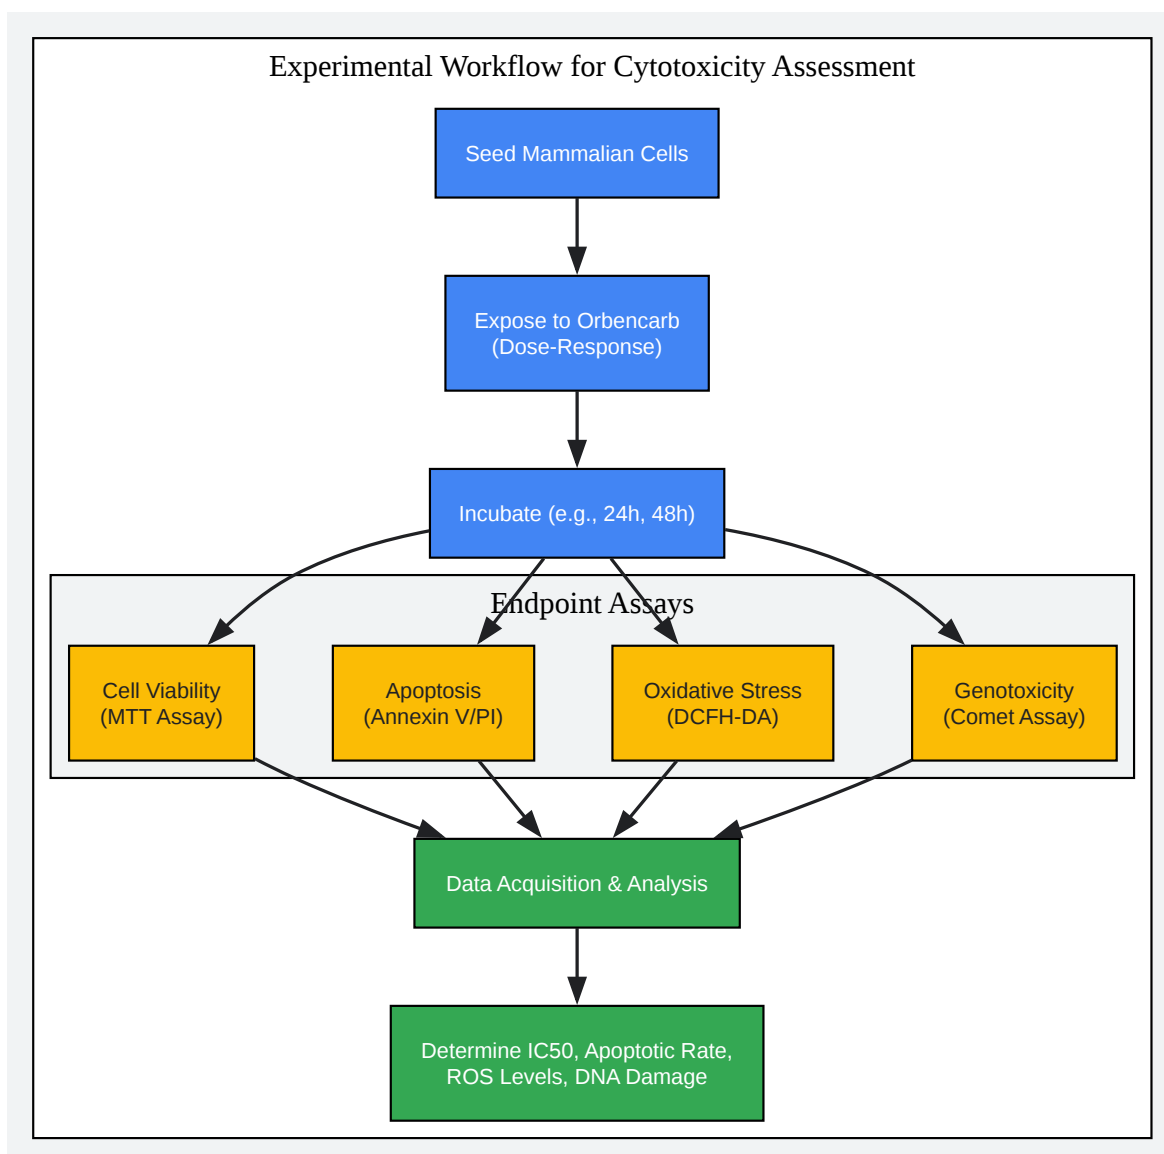 Experimental Workflow for Cytotoxicity Assessment
Seed Mammalian Cells
Expose to Orbencarb
(Dose-Response)
Incubate (e.g., 24h, 48h)
Endpoint Assays
Cell Viability
(MTT Assay)
Apoptosis
(Annexin V/PI)
Oxidative Stress
(DCFH-DA)
Genotoxicity
(Comet Assay)
Data Acquisition & Analysis
Determine IC50, Apoptotic Rate,
ROS Levels, DNA Damage